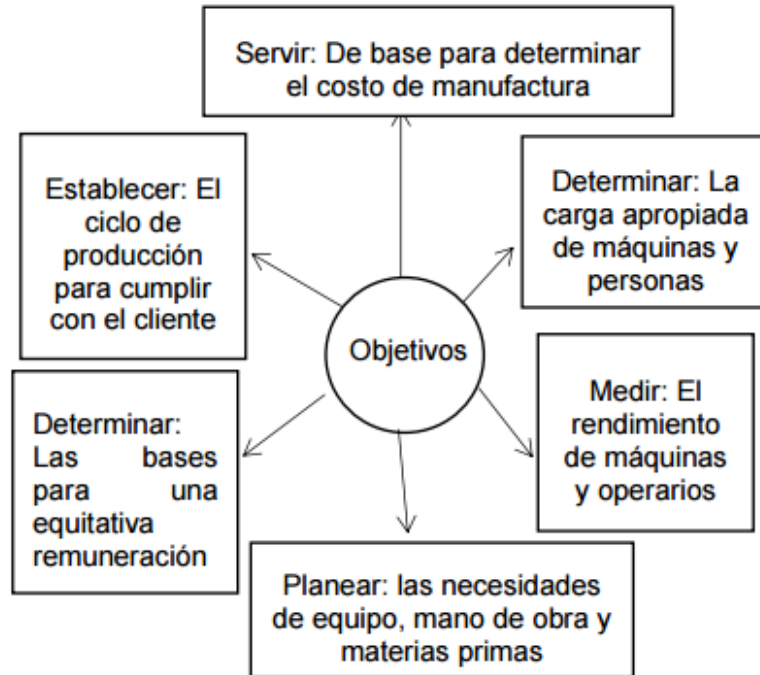 Servir: De base para determinar
el costo de manufactura
Establecer: El
ciclo de
producción
para cumplir
con el cliente
Determinar: La
carga apropiada
de máquinas y
personas
Objetivos
Determinar:
Las bases
para una
equitativa
remuneración
Medir: El
rendimiento
de máquinas
y operarios
Planear: las necesidades
de equipo, mano de obra y
materias primas